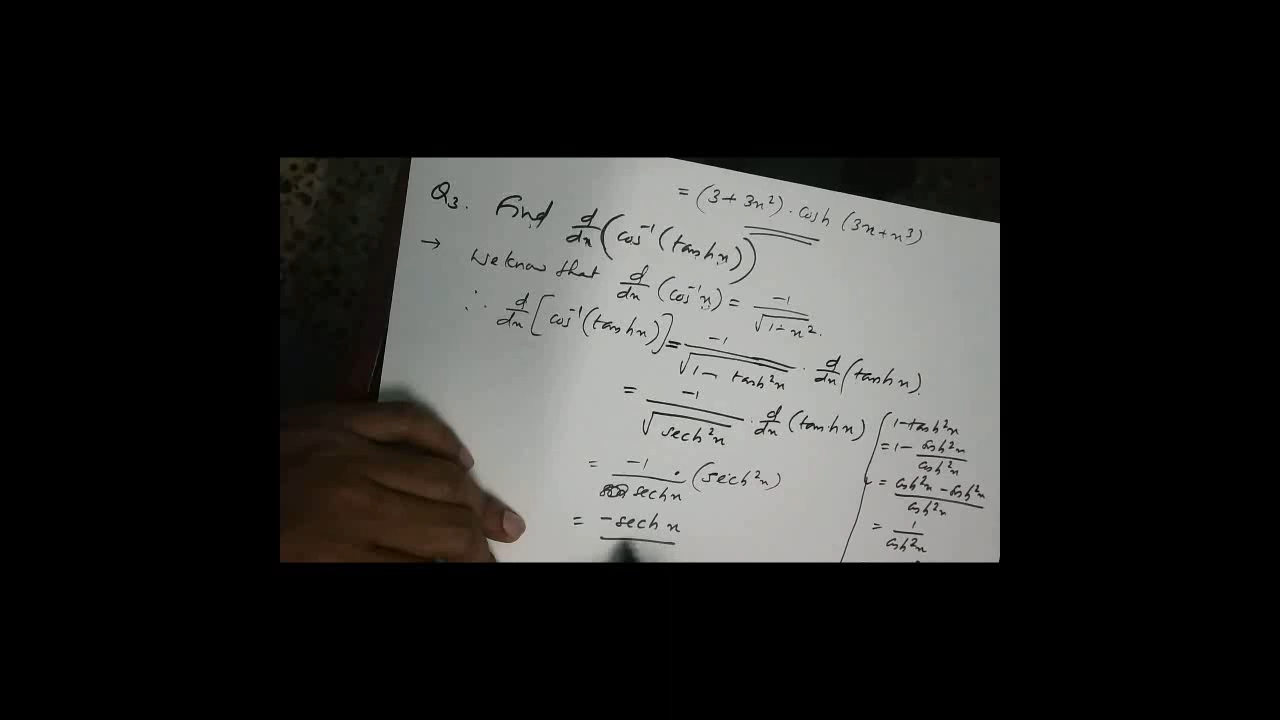 = (3 + 3x²) . cosh (3x + x³)
Q3. Find d/dx (cos⁻¹(tanh x))
→ We know that d/dx (cos⁻¹x) = -1/√(1 - x²).
∴ d/dx [cos⁻¹(tanh x)] = -1/√(1 - tanh²x) . d/dx (tanh x).
= -1/√(sech²x) . d/dx (tanh x)
= -1/sech x . (sech²x)
= -sech x
1 - tanh²x
= 1 - sinh²x/cosh²x
= cosh²x - sinh²x/cosh²x
= 1/cosh²x